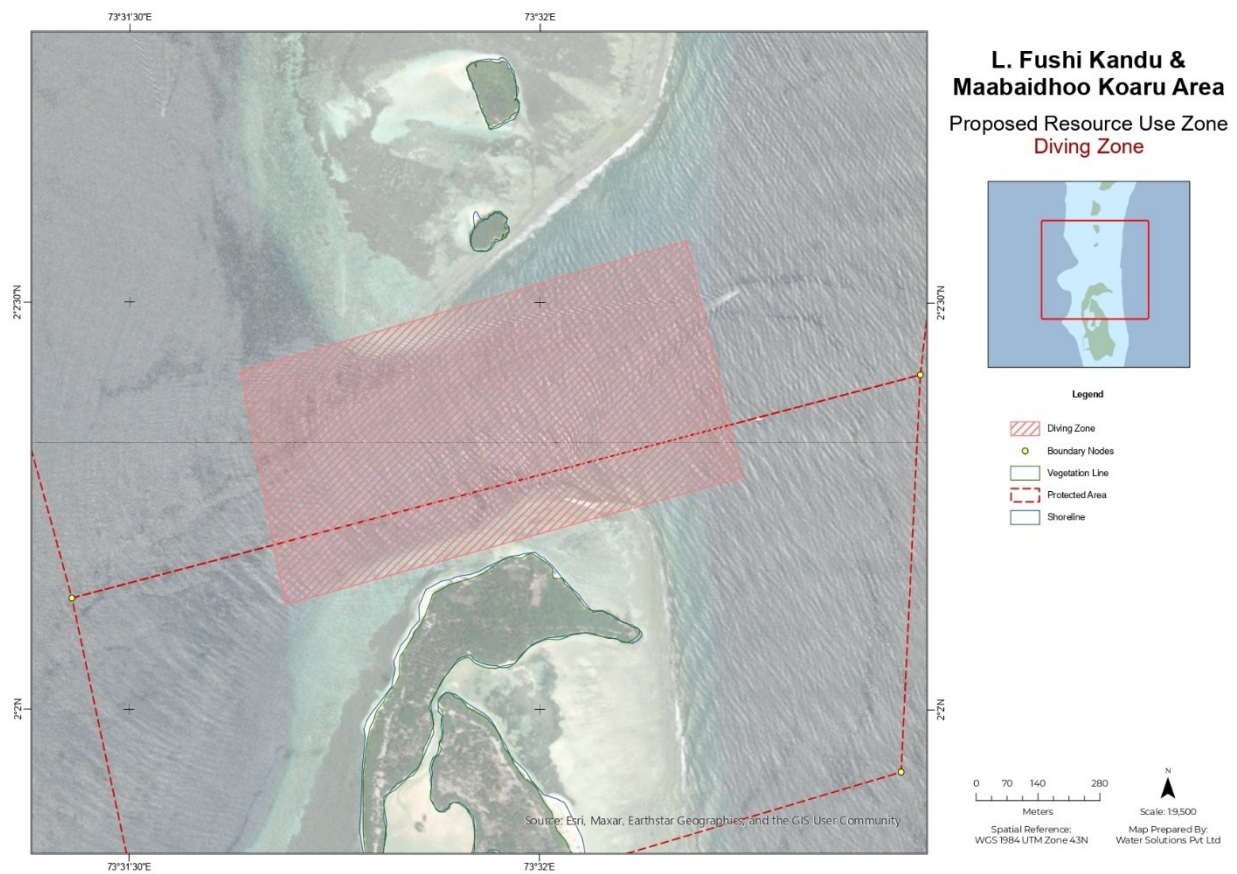 73°31'30"E
73°32'E
2°2'30"N
2°2'30"N
2°2'N
2°2'N
Source: Esri, Maxar, Earthstar Geographics, and the GIS User Community
73°31'30"E
73°32'E
L. Fushi Kandu &
Maabaidhoo Koaru Area
Proposed Resource Use Zone
Diving Zone
Legend
Diving Zone
Boundary Nodes
Vegetation Line
Protected Area
Shoreline
0 70 140 280
Meters
Spatial Reference:
WGS 1984 UTM Zone 43N
N
Scale: 1:9,500
Map Prepared By:
Water Solutions Pvt Ltd